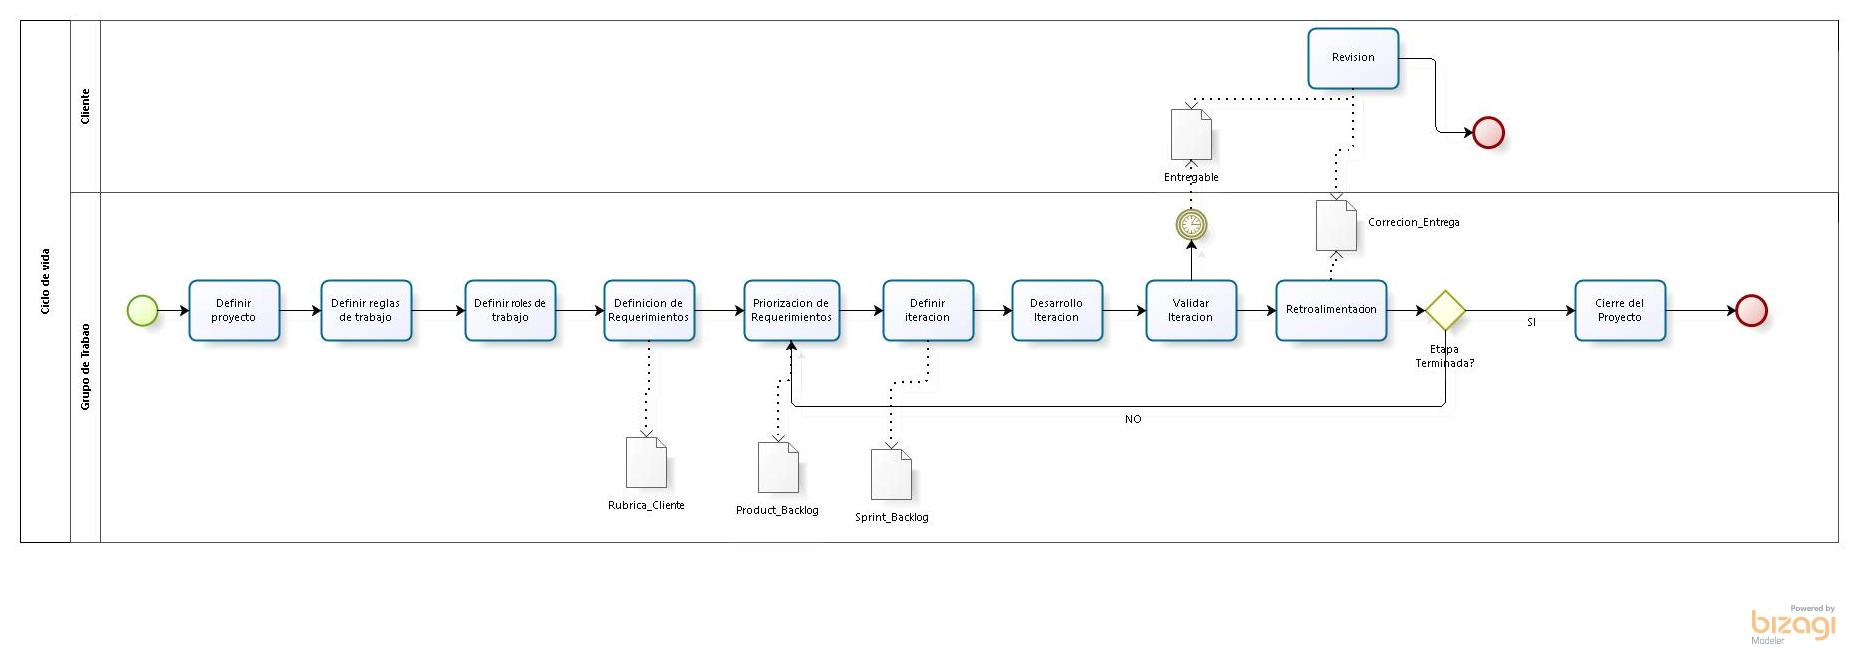 Ciclo de vida
Cliente
Revision
Entregable
Grupo de Trabao
Correcion_Entrega
Definir
proyecto
Definir reglas
de trabajo
Definir roles de
trabajo
Definicion de
Requerimientos
Priorizacion de
Requerimientos
Definir
iteracion
Desarrollo
Iteracion
Validar
Iteracion
Retroalimentacion
Etapa
Terminada?
SI
Cierre del
Proyecto
NO
Rubrica_Cliente
Product_Backlog
Sprint_Backlog
Powered by
bizagi
Modeler